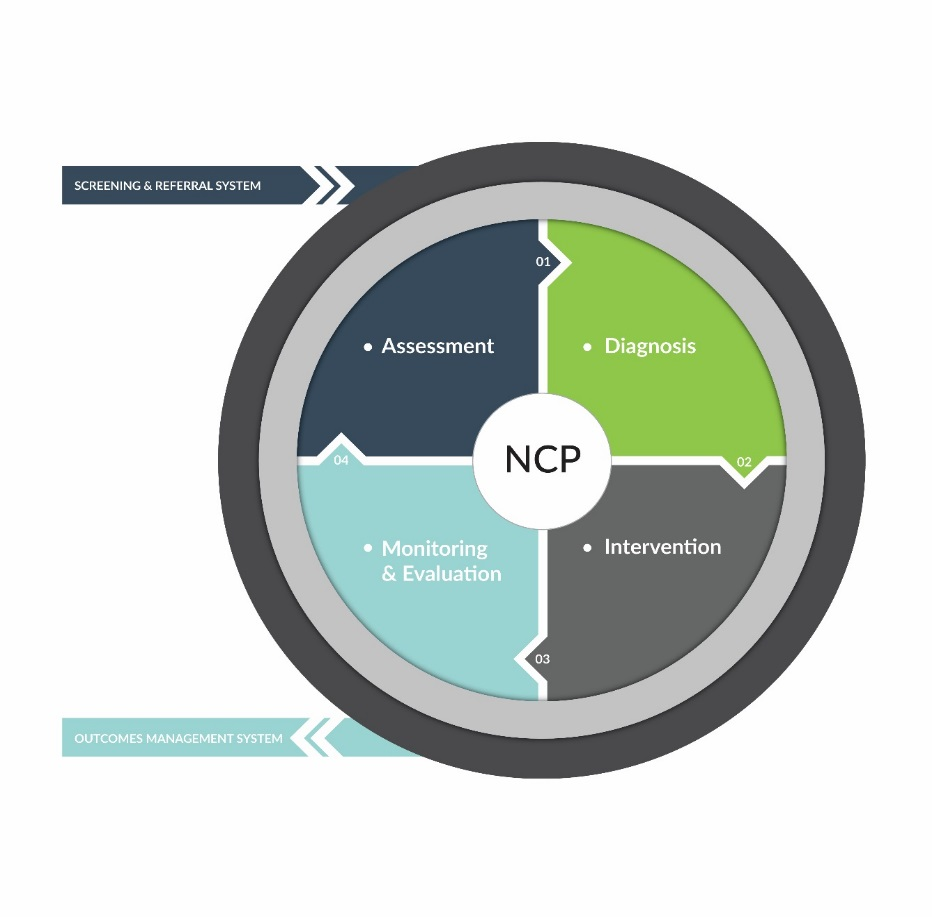 SCREENING & REFERRAL SYSTEM
01
• Assessment
• Diagnosis
04
NCP
02
• Monitoring
& Evaluation
• Intervention
03
OUTCOMES MANAGEMENT SYSTEM